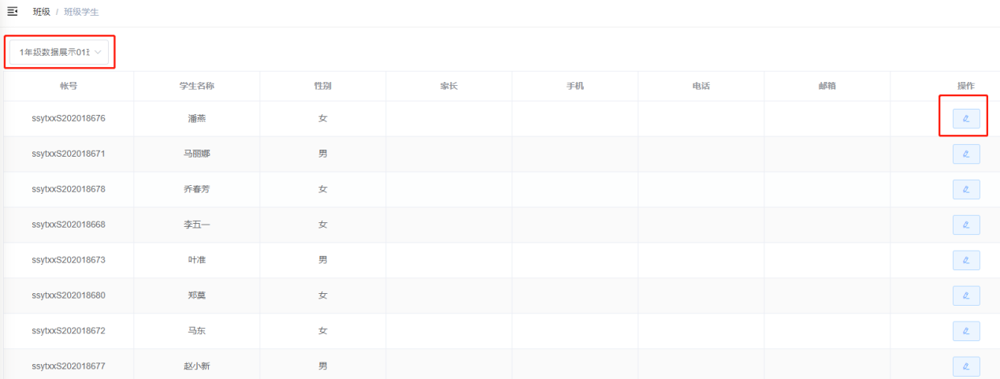 班级 / 班级学生
1年级数据展示01
帐号 学生名称 性别 家长 手机 电话 邮箱 操作
ssytxxS202018676 潘燕 女
ssytxxS202018671 马丽娜 男
ssytxxS202018678 乔春芳 女
ssytxxS202018668 李五一 女
ssytxxS202018673 叶准 男
ssytxxS202018680 郑莫 女
ssytxxS202018672 马东 女
ssytxxS202018677 赵小新 男